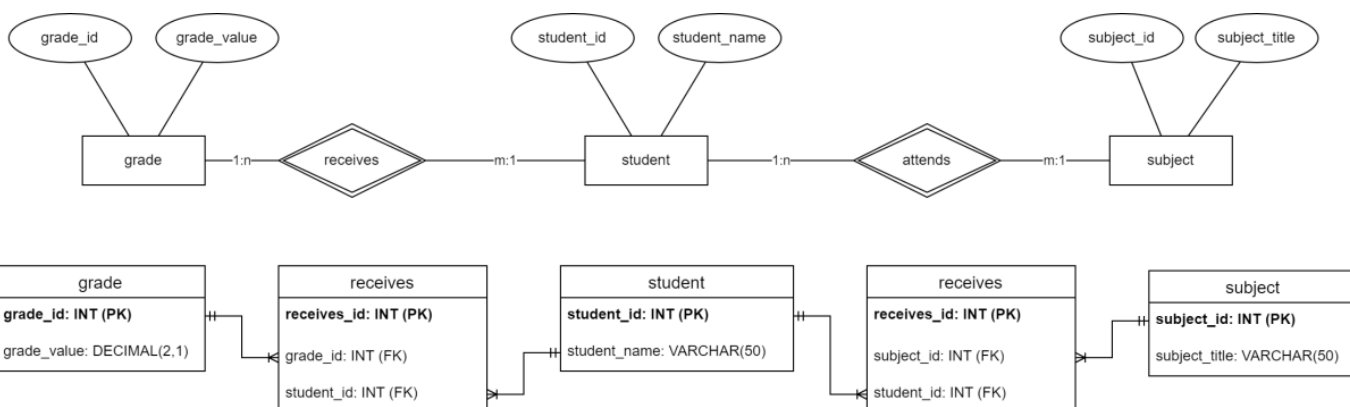 grade_id
grade_value
student_id
student_name
subject_id
subject_title
grade
1:n
receives
m:1
student
1:n
attends
m:1
subject
grade
grade_id: INT (PK)
grade_value: DECIMAL(2,1)
receives
receives_id: INT (PK)
grade_id: INT (FK)
student_id: INT (FK)
student
student_id: INT (PK)
student_name: VARCHAR(50)
receives
receives_id: INT (PK)
subject_id: INT (FK)
student_id: INT (FK)
subject
subject_id: INT (PK)
subject_title: VARCHAR(50)